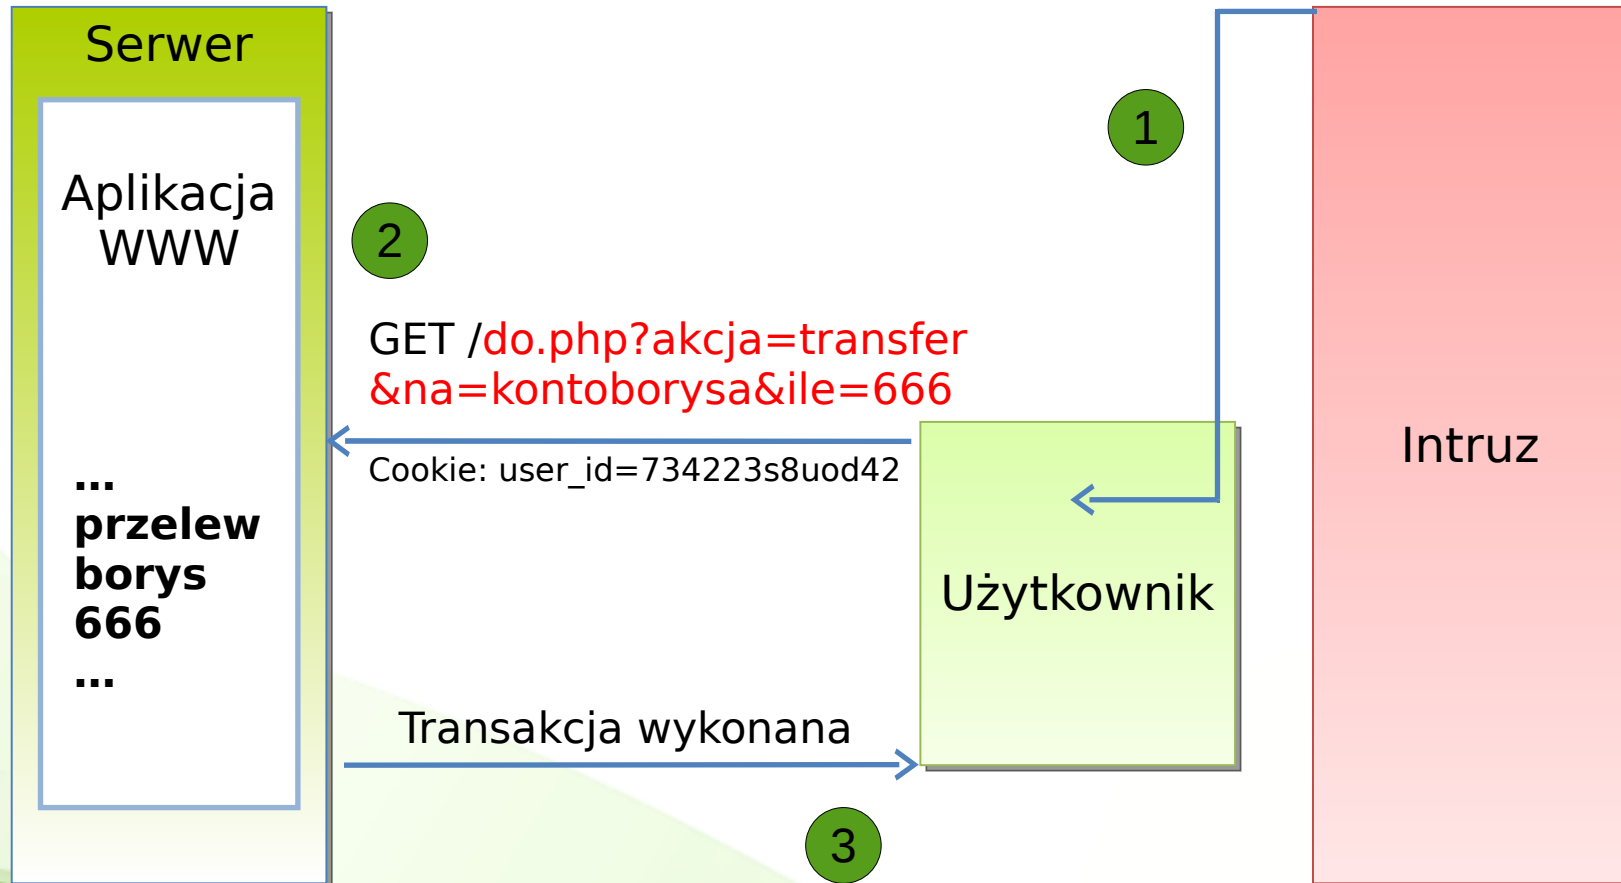 Serwer
Aplikacja
WWW
...
przelew
borys
666
...
1
2
GET /do.php?akcja=transfer
&na=kontoborysa&ile=666
Cookie: user_id=734223s8uod42
Użytkownik
Transakcja wykonana
3
Intruz